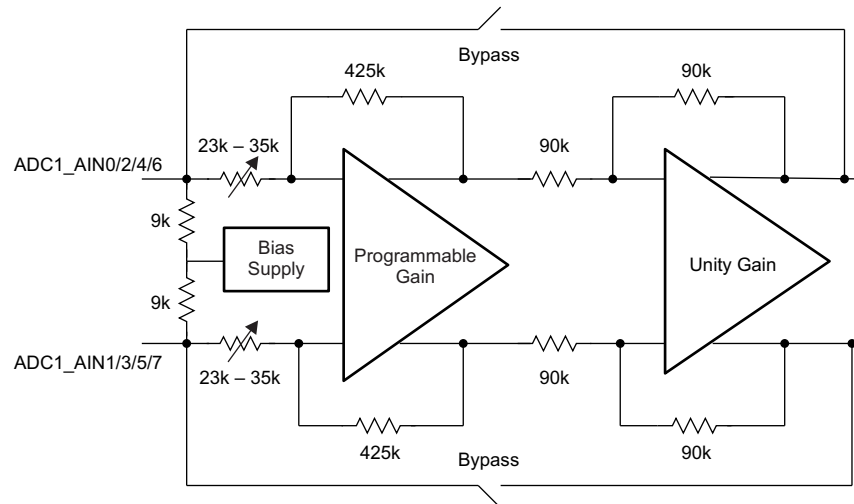 Bypass
425k
90k
23k – 35k
90k
ADC1_AIN0/2/4/6
9k
Bias
Supply
Programmable
Gain
Unity Gain
9k
ADC1_AIN1/3/5/7
23k – 35k
90k
425k
90k
Bypass